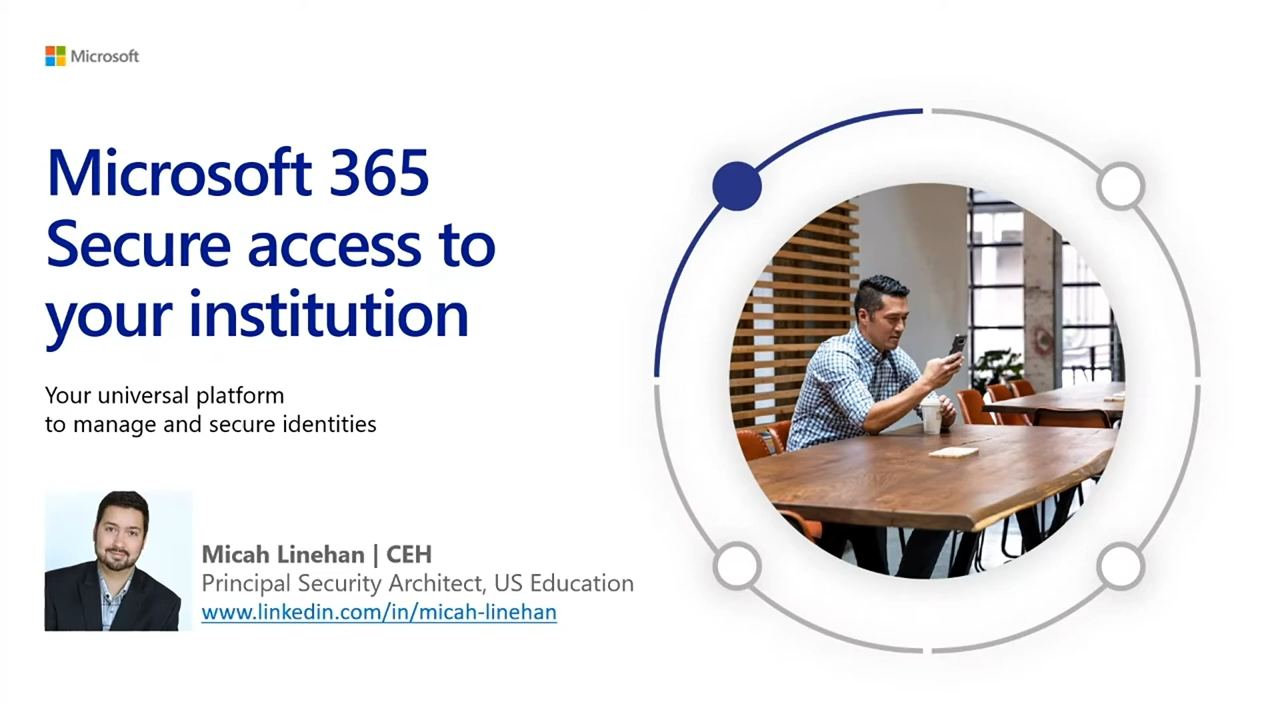 Microsoft
Microsoft 365
Secure access to
your institution
Your universal platform
to manage and secure identities
Micah Linehan | CEH
Principal Security Architect, US Education
www.linkedin.com/in/micah-linehan